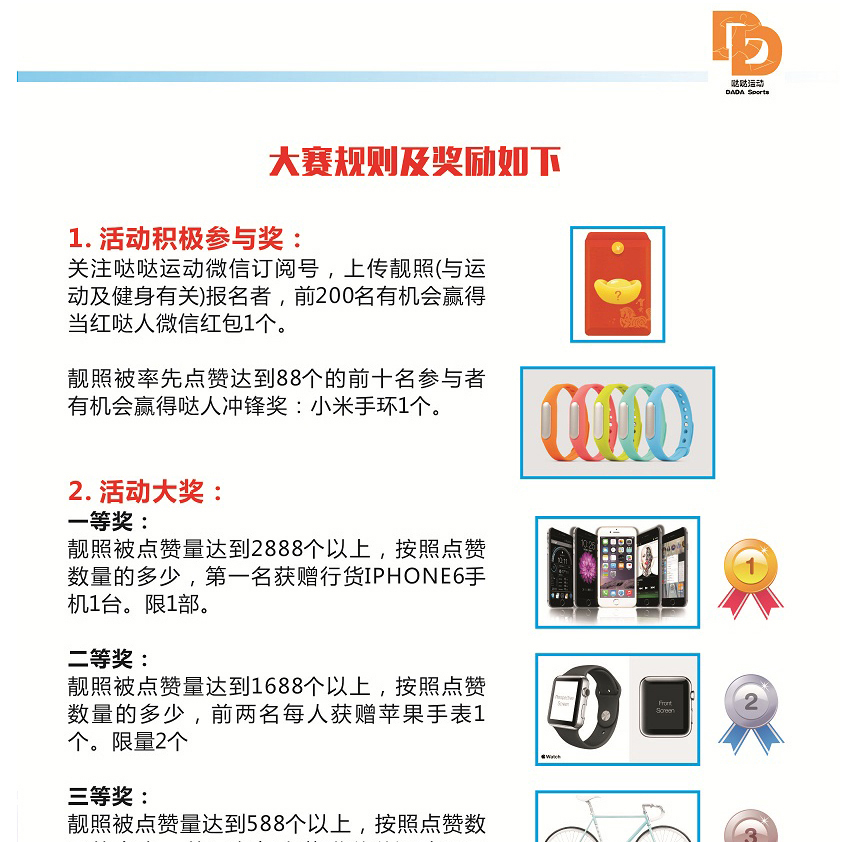 哒哒运动
DADA Sports
大赛规则及奖励如下
1. 活动积极参与奖：
关注哒哒运动微信订阅号，上传靓照(与运
动及健身有关)报名者，前200名有机会赢得
当红哒人微信红包1个。
?
靓照被率先点赞达到88个的前十名参与者
有机会赢得哒人冲锋奖：小米手环1个。
2. 活动大奖：
一等奖：
靓照被点赞量达到2888个以上，按照点赞
数量的多少，第一名获赠行货IPHONE6手
机1台。限1部。
1
二等奖：
靓照被点赞量达到1688个以上，按照点赞
数量的多少，前两名每人获赠苹果手表1
个。限量2个
Perspective
Screen
Front
Screen
Watch
2
三等奖：
靓照被点赞量达到588个以上，按照点赞数
3